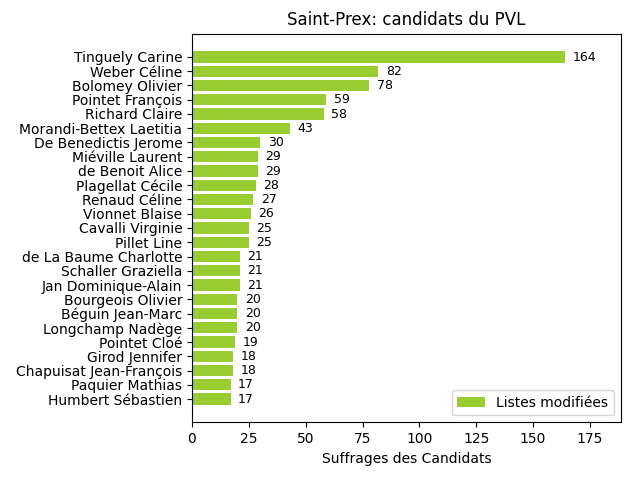 Saint-Prex: candidats du PVL
Tinguely Carine 164
Weber Céline 82
Bolomey Olivier 78
Pointet François 59
Richard Claire 58
Morandi-Bettex Laetitia 43
De Benedictis Jerome 30
Miéville Laurent 29
de Benoit Alice 29
Plagellat Cécile 28
Renaud Céline 27
Vionnet Blaise 26
Cavalli Virginie 25
Pillet Line 25
de La Baume Charlotte 21
Schaller Graziella 21
Jan Dominique-Alain 21
Bourgeois Olivier 20
Béguin Jean-Marc 20
Longchamp Nadège 20
Pointet Cloé 19
Girod Jennifer 18
Chapuisat Jean-François 18
Paquier Mathias 17
Humbert Sébastien 17
Listes modifiées
0 25 50 75 100 125 150 175
Suffrages des Candidats